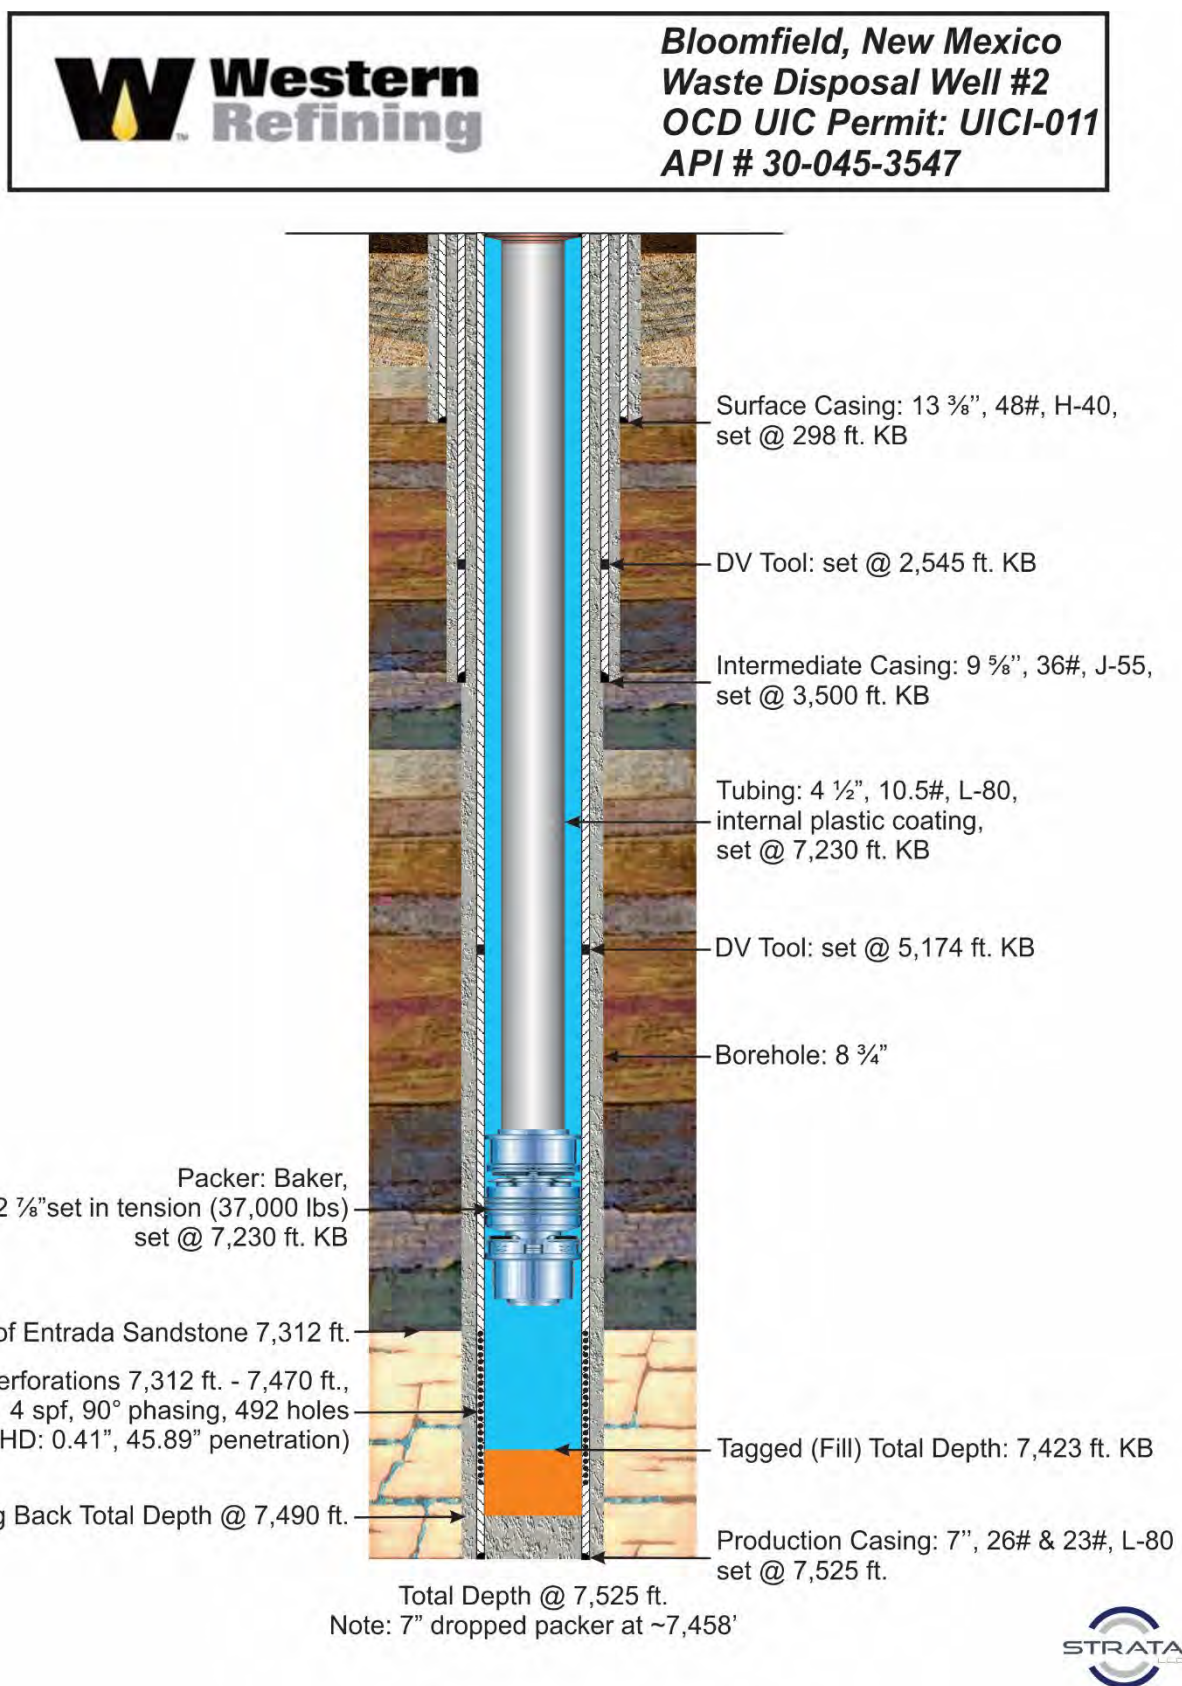 Western
Refining
TM
Bloomfield, New Mexico
Waste Disposal Well #2
OCD UIC Permit: UICI-011
API # 30-045-3547
Surface Casing: 13 ⅜’’, 48#, H-40,
set @ 298 ft. KB
DV Tool: set @ 2,545 ft. KB
Intermediate Casing: 9 ⅝’’, 36#, J-55,
set @ 3,500 ft. KB
Tubing: 4 ½”, 10.5#, L-80,
internal plastic coating,
set @ 7,230 ft. KB
DV Tool: set @ 5,174 ft. KB
Borehole: 8 ¾”
Packer: Baker,
2 ⅞”set in tension (37,000 lbs)
set @ 7,230 ft. KB
of Entrada Sandstone 7,312 ft.
erforations 7,312 ft. - 7,470 ft.,
4 spf, 90° phasing, 492 holes
HD: 0.41”, 45.89” penetration)
Tagged (Fill) Total Depth: 7,423 ft. KB
g Back Total Depth @ 7,490 ft.
Production Casing: 7’’, 26# & 23#, L-80
set @ 7,525 ft.
Total Depth @ 7,525 ft.
Note: 7” dropped packer at ~7,458’
STRATA